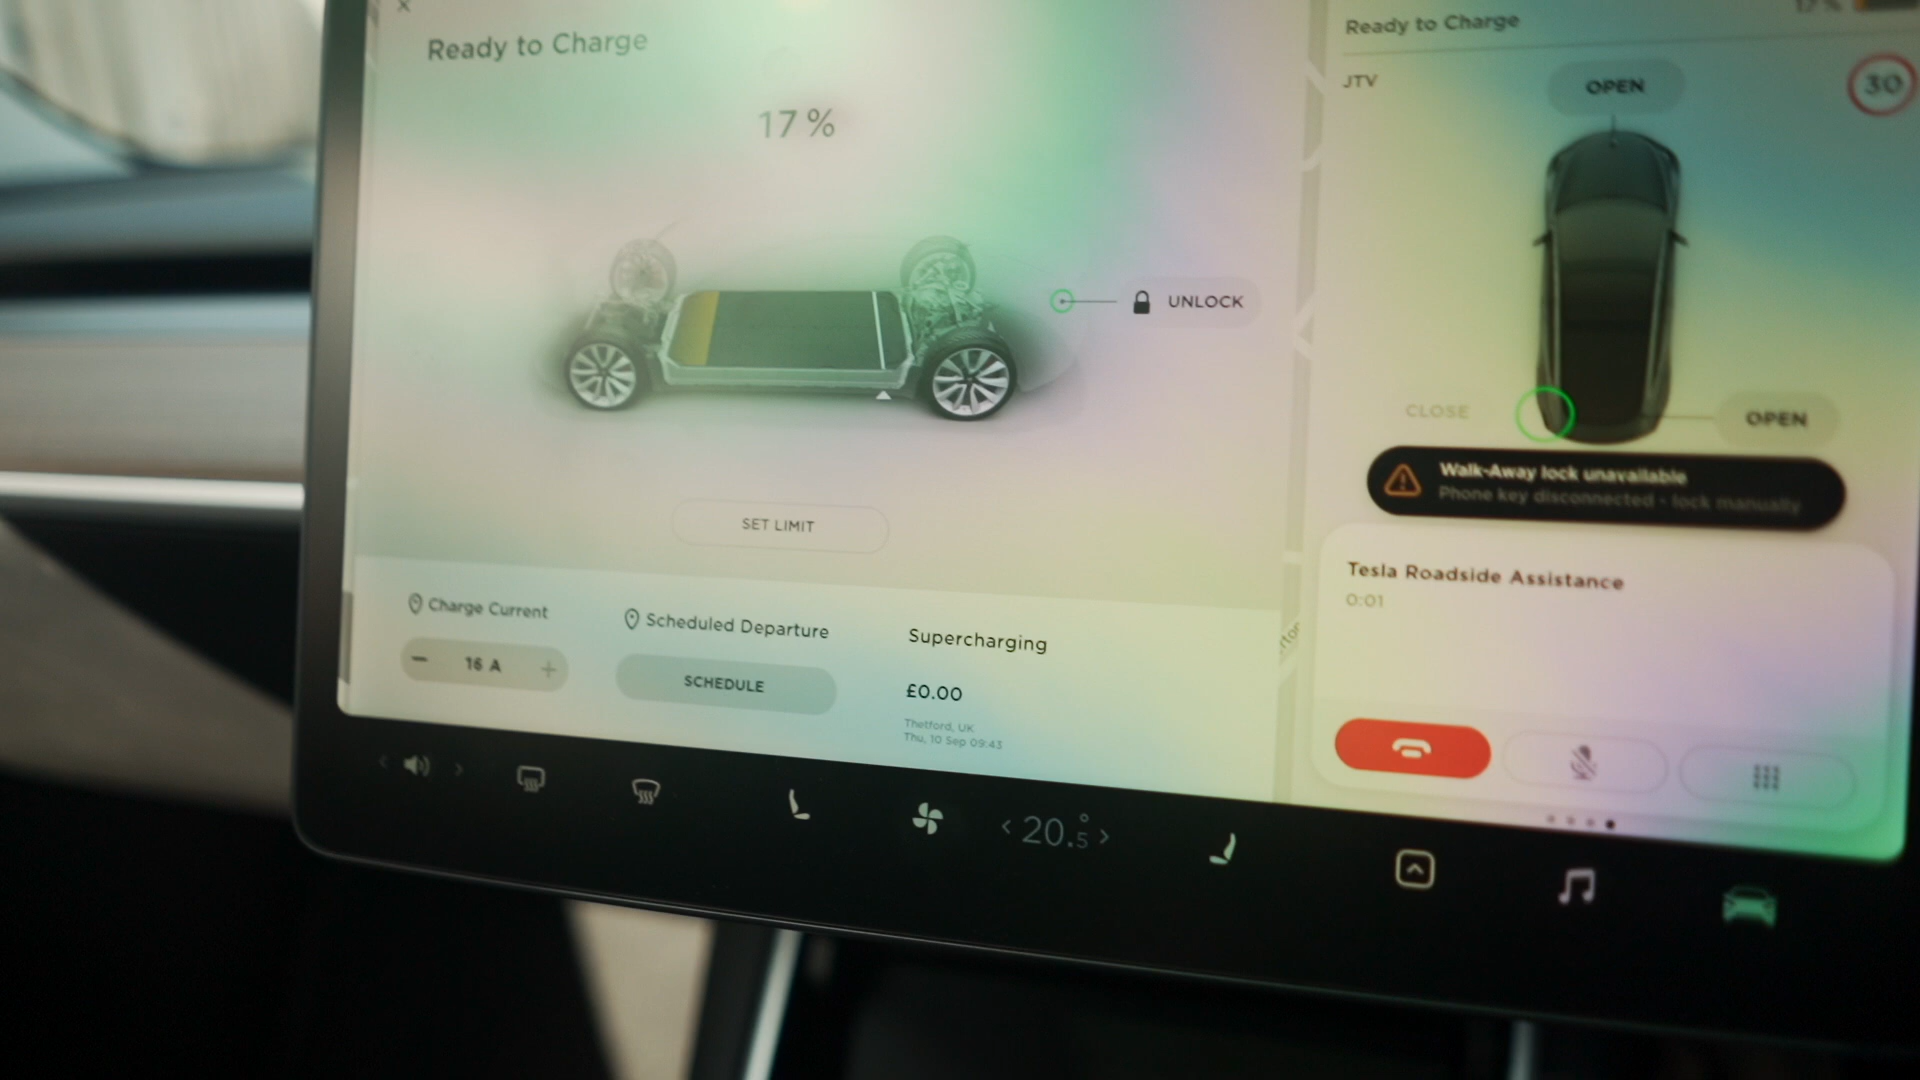 Ready to Charge
17 %
UNLOCK
SET LIMIT
Charge Current
16 A
Scheduled Departure
SCHEDULE
Supercharging
£0.00
Thetford, UK
Thu, 10 Sep 09:43
17 %
Ready to Charge
JTV
OPEN
30
CLOSE
OPEN
Walk-Away lock unavailable
Phone key disconnected - lock manually
Tesla Roadside Assistance
0:01
20.5°